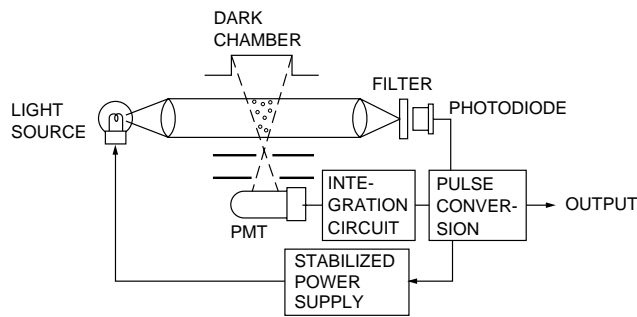 DARK
CHAMBER
FILTER
LIGHT
SOURCE
PHOTODIODE
PMT
INTE-
GRATION
CIRCUIT
PULSE
CONVER-
SION
OUTPUT
STABILIZED
POWER
SUPPLY